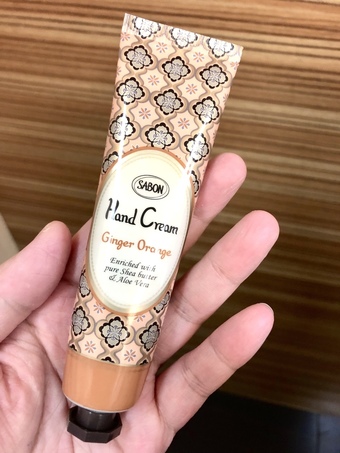 SABON
Hand Cream
Ginger Orange
Enriched with
pure Shea butter
& Aloe Vera